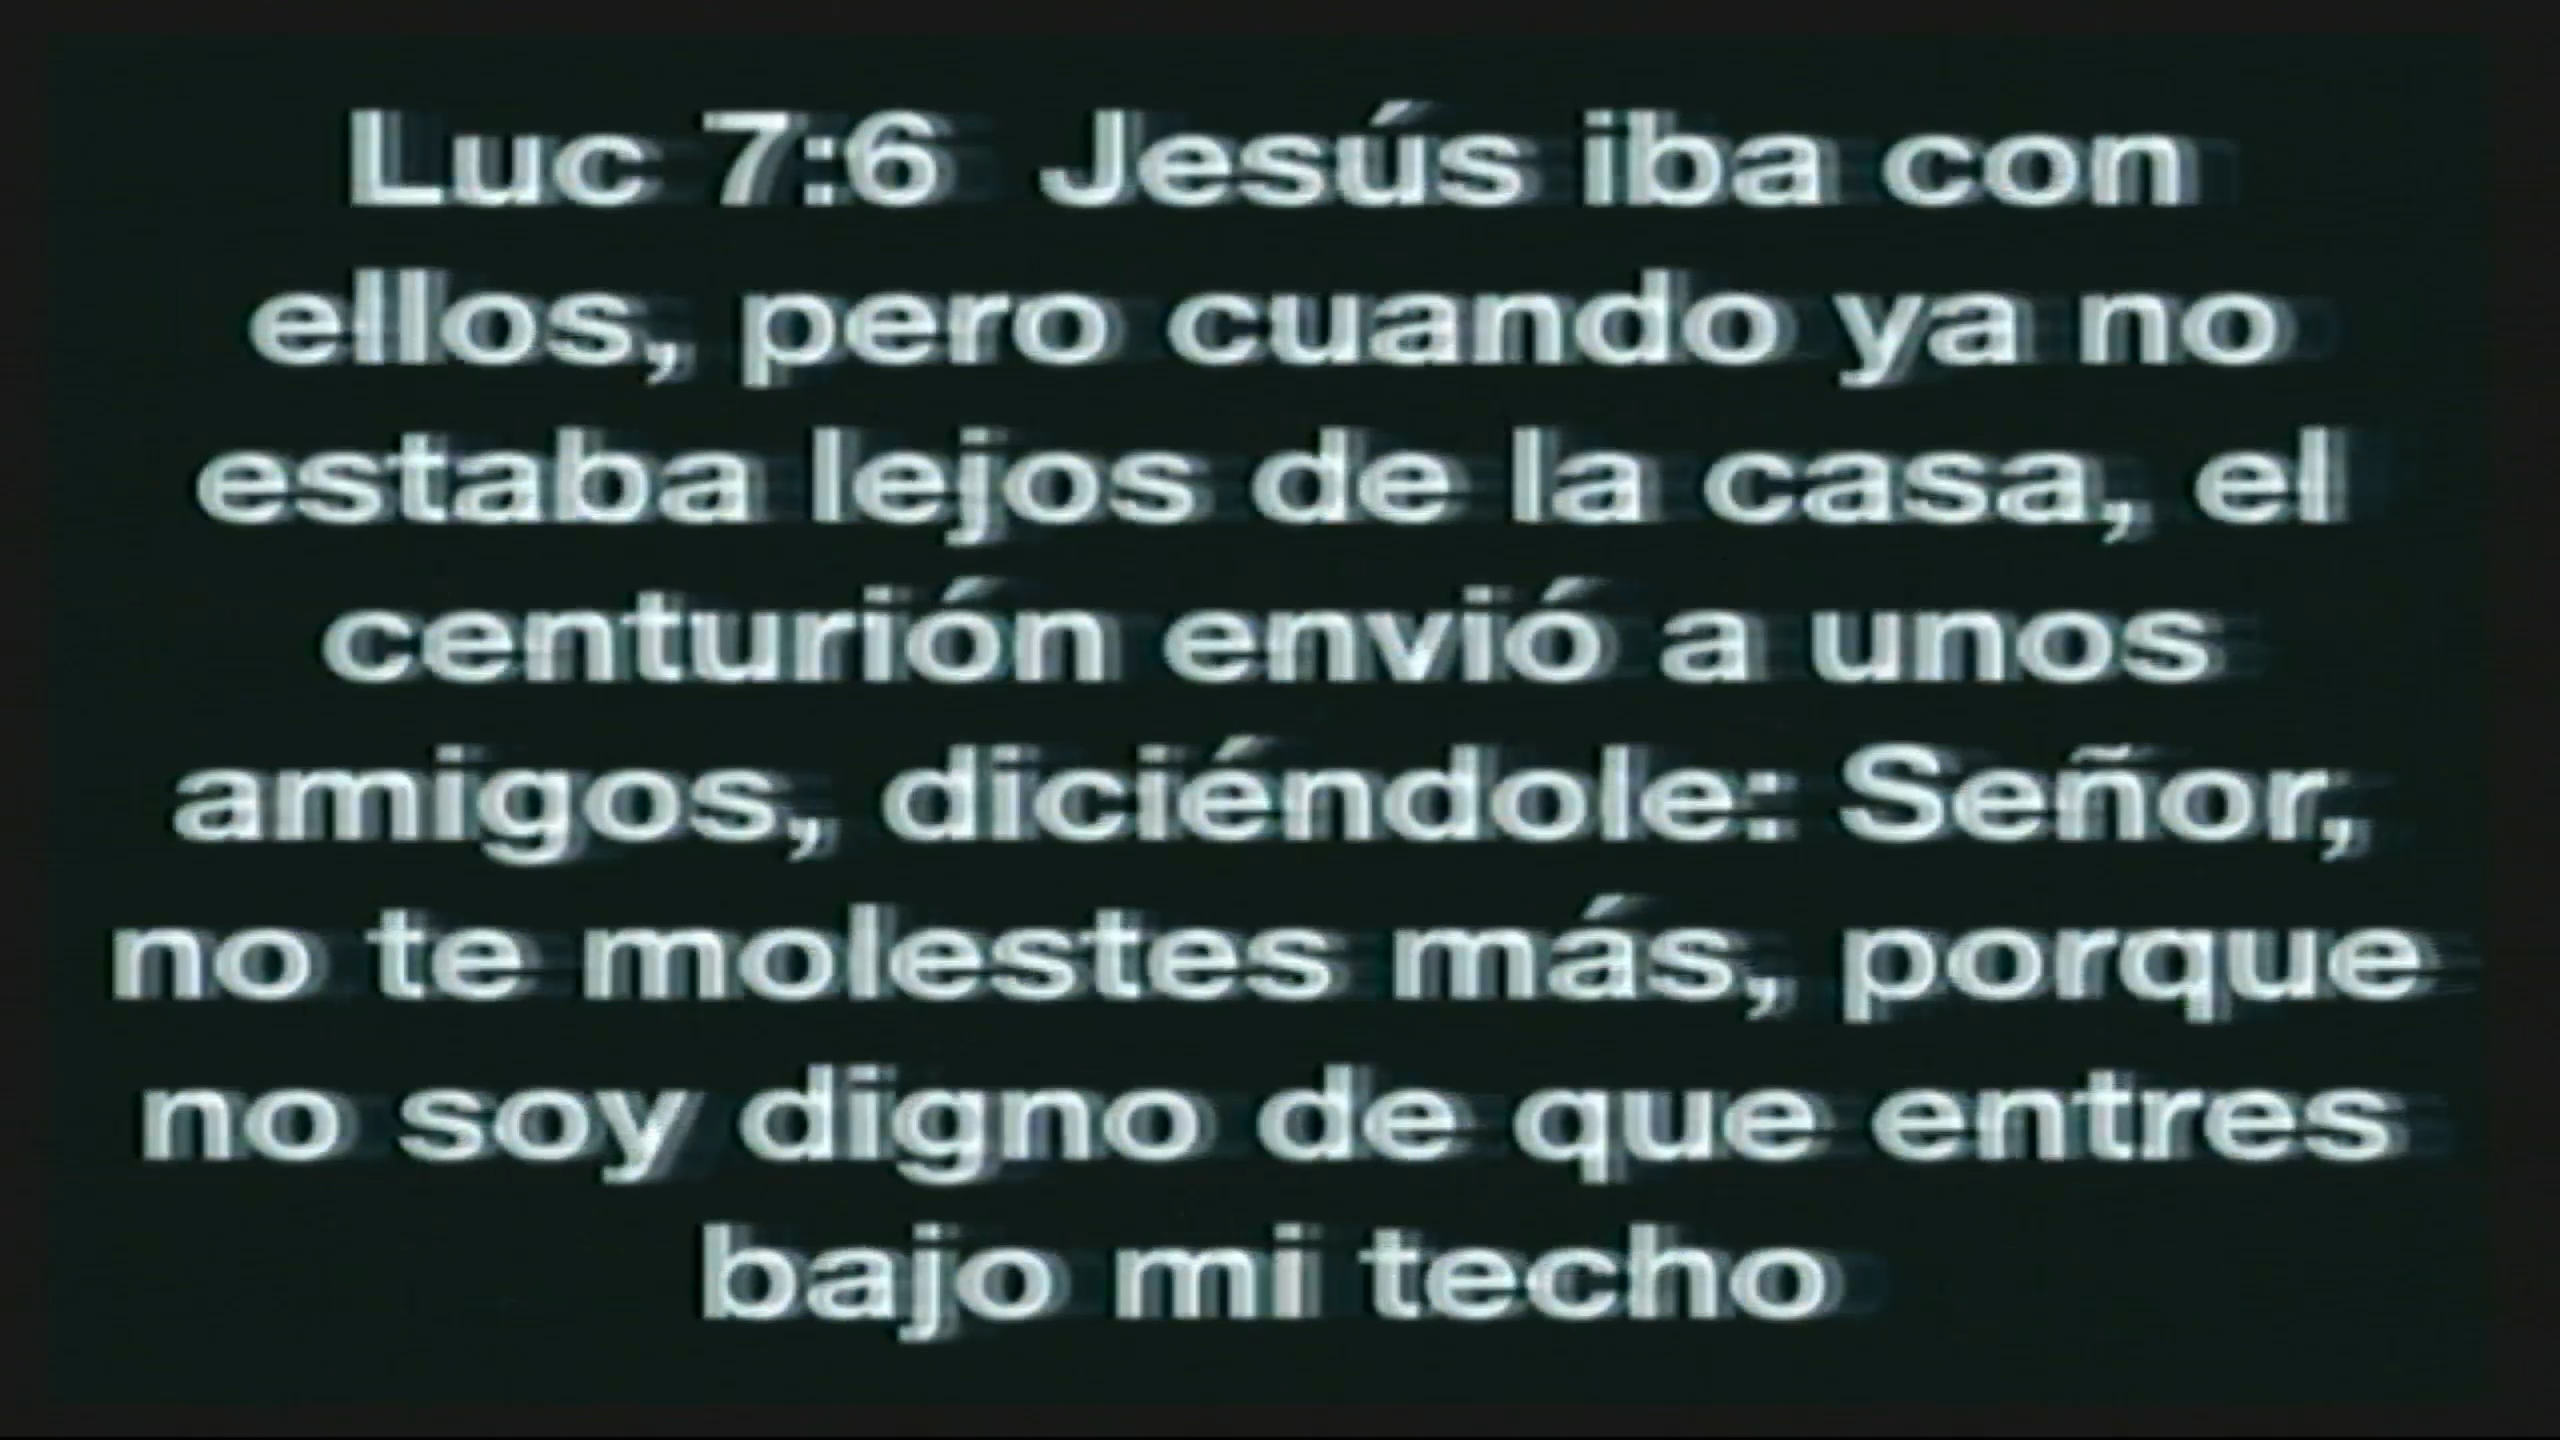 Luc 7:6  Jesús iba con
ellos, pero cuando ya no
estaba lejos de la casa, el
centurión envió a unos
amigos, diciéndole: Señor,
no te molestes más, porque
no soy digno de que entres
bajo mi techo